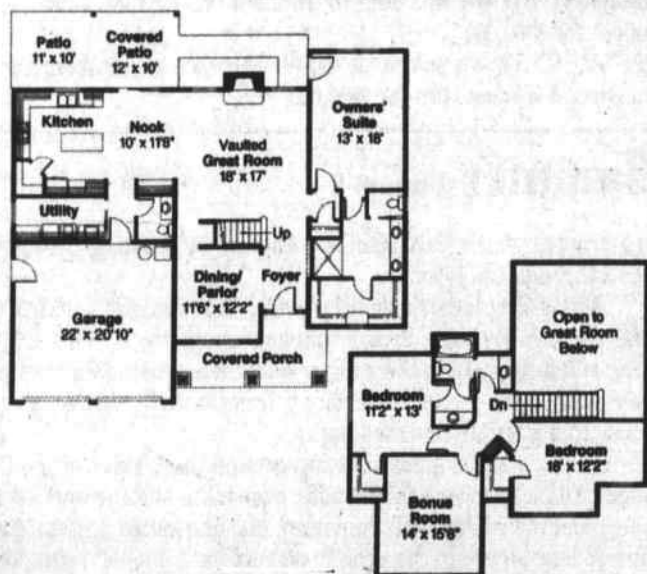 Patio
11' x 10'
Covered
Patio
12' x 10'
Kitchen
Nook
10' x 11'8"
Vaulted
Great Room
18' x 17'
Owners'
Suite
13' x 18'
Utility
Up
Dining/
Parlor
11'6" x 12'2"
Foyer
Garage
22' x 20'10"
Covered Porch
Open to
Great Room
Below
Bedroom
11'2" x 13'
Dn
Bedroom
18' x 12'2"
Bonus
Room
14' x 15'8"